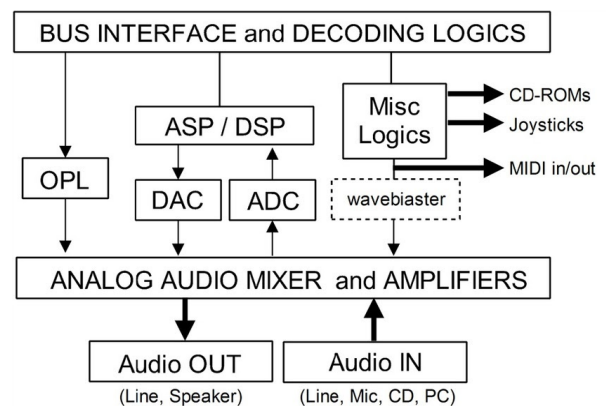 BUS INTERFACE and DECODING LOGICS
CD-ROMs
Misc
Logics
Joysticks
ASP / DSP
MIDI in/out
OPL
DAC
ADC
wavebiaster
ANALOG AUDIO MIXER and AMPLIFIERS
Audio OUT
Audio IN
(Line, Speaker)
(Line, Mic, CD, PC)